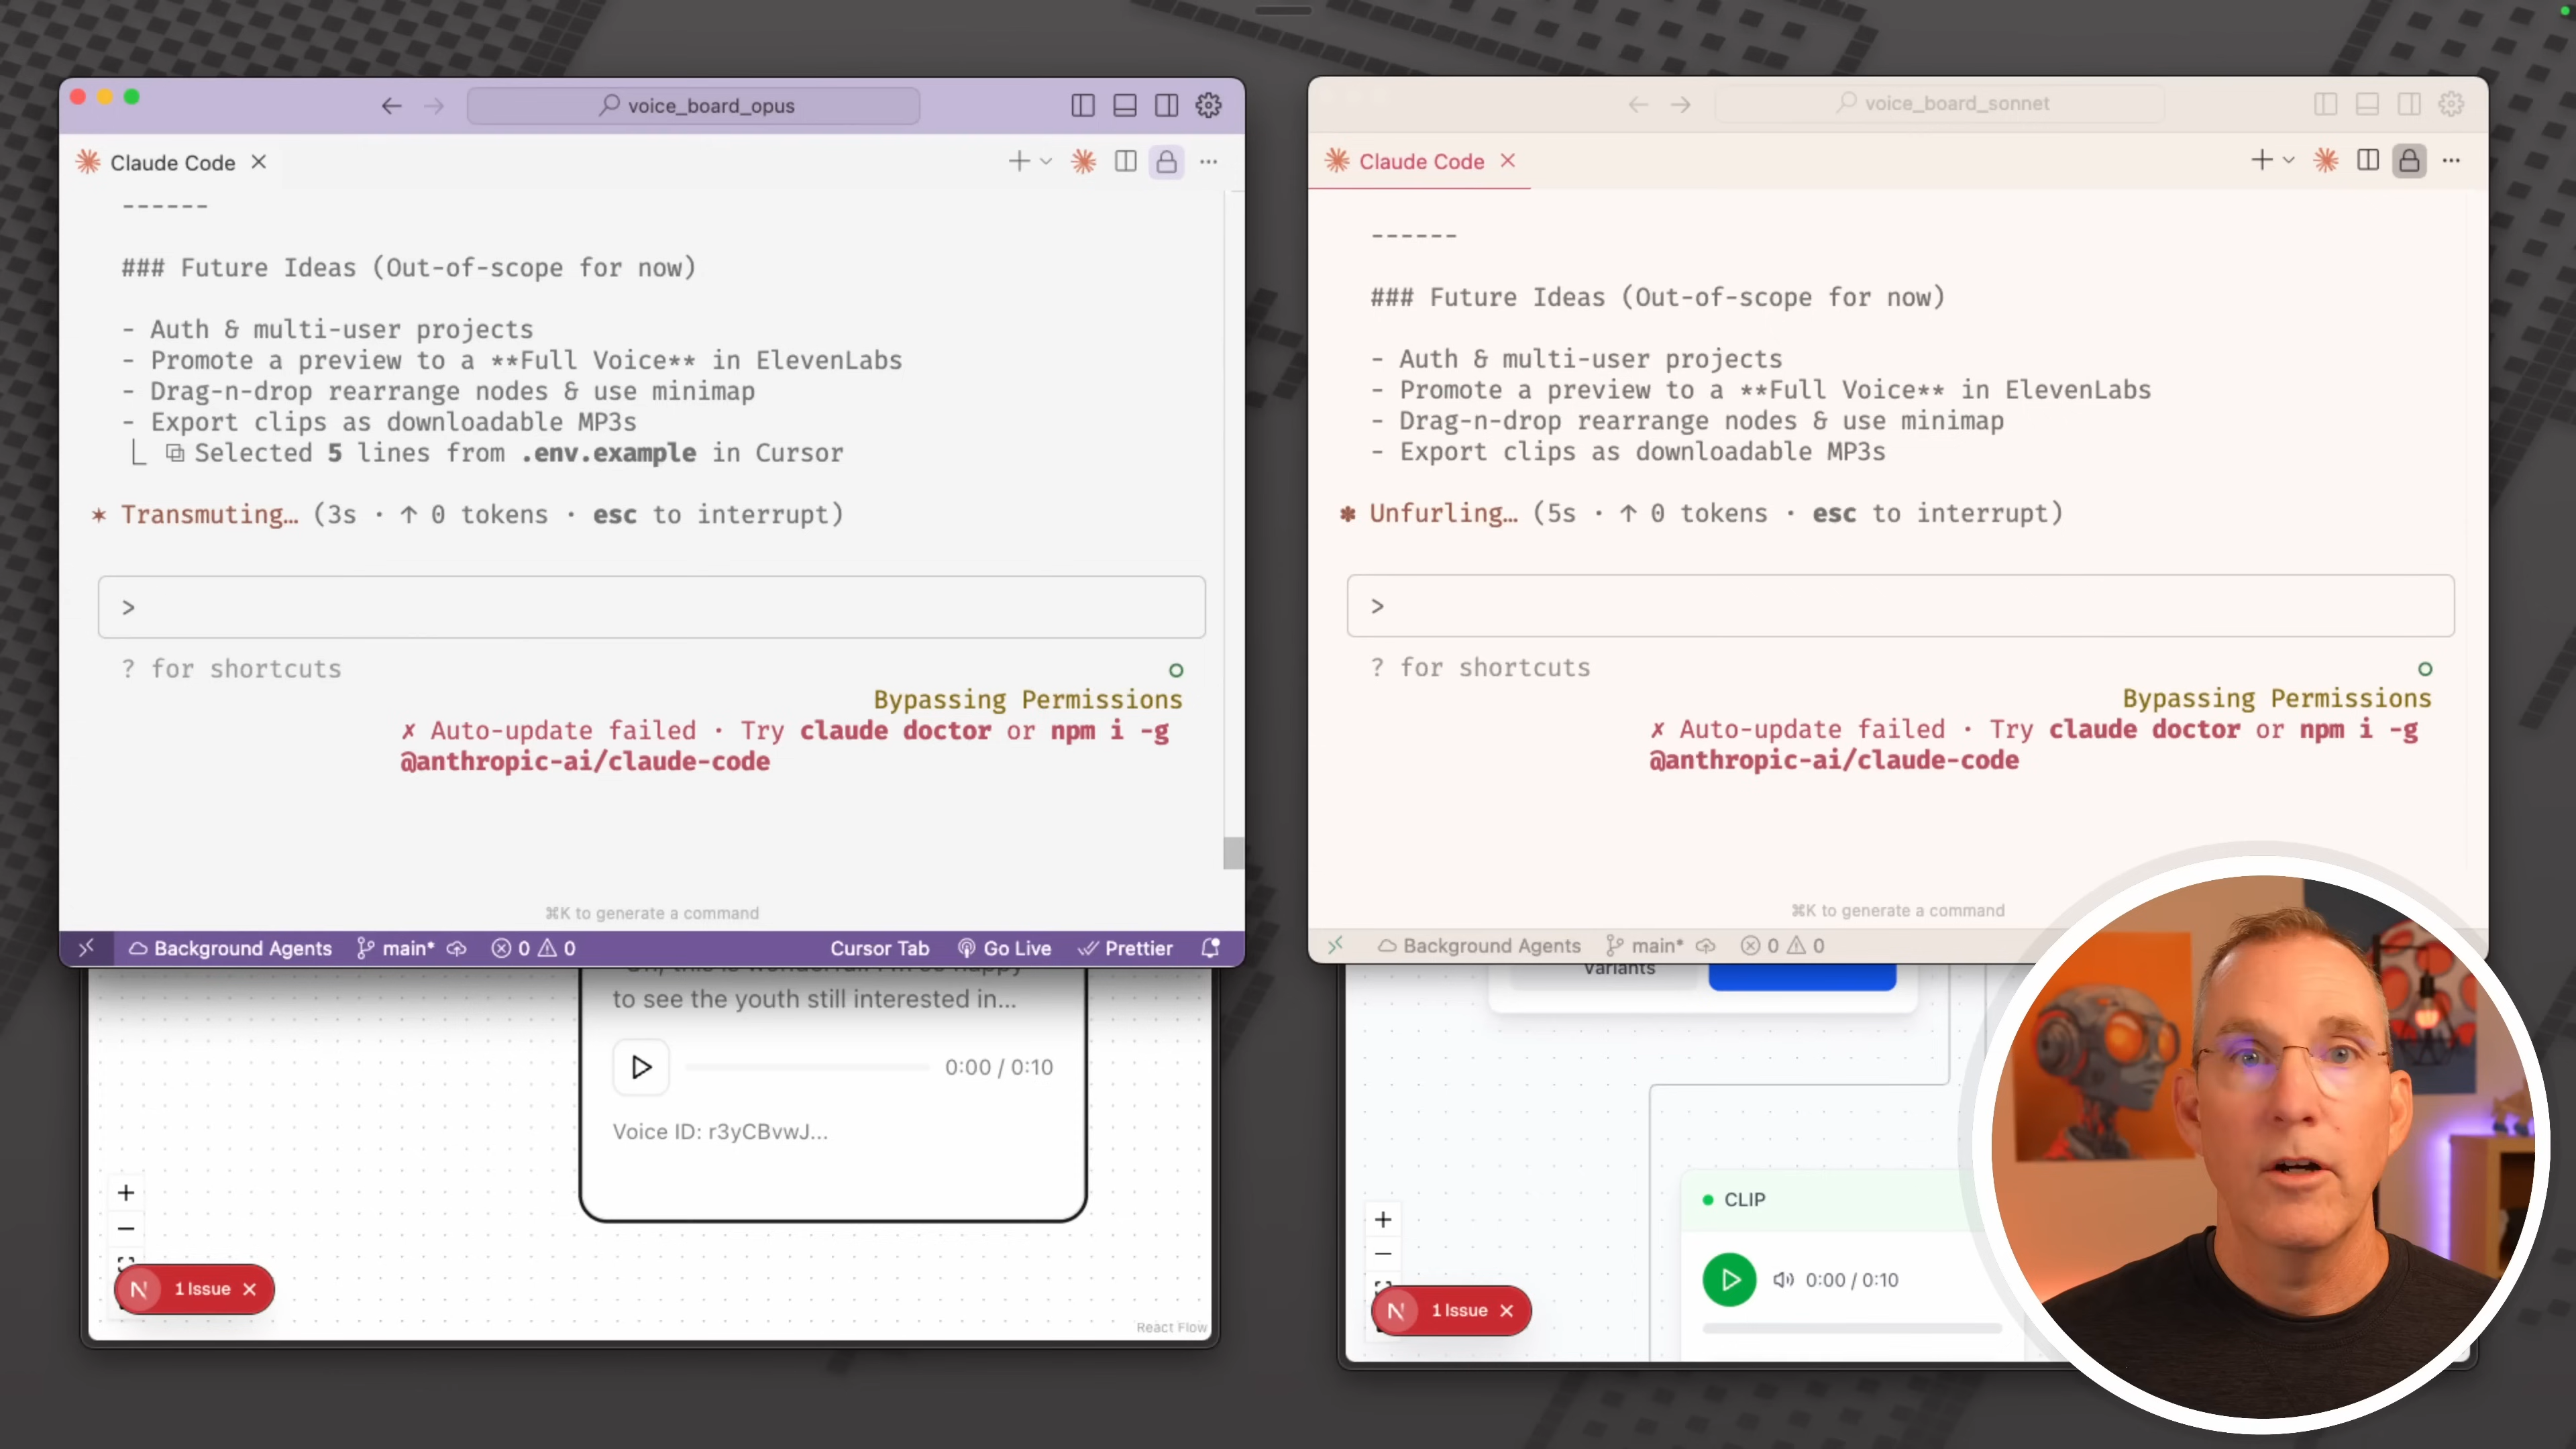 voice_board_opus
Claude Code
------
### Future Ideas (Out-of-scope for now)
- Auth & multi-user projects
- Promote a preview to a **Full Voice** in ElevenLabs
- Drag-n-drop rearrange nodes & use minimap
- Export clips as downloadable MP3s
Selected 5 lines from .env.example in Cursor
Transmuting… (3s · ↑ 0 tokens · esc to interrupt)
>
? for shortcuts
Bypassing Permissions
✗ Auto-update failed · Try claude doctor or npm i -g
@anthropic-ai/claude-code
⌘K to generate a command
Background Agents main* 0 0 Cursor Tab Go Live Prettier
to see the youth still interested in...
0:00 / 0:10
Voice ID: r3yCBvwJ...
N 1 Issue
React Flow
voice_board_sonnet
Claude Code
------
### Future Ideas (Out-of-scope for now)
- Auth & multi-user projects
- Promote a preview to a **Full Voice** in ElevenLabs
- Drag-n-drop rearrange nodes & use minimap
- Export clips as downloadable MP3s
Unfurling… (5s · ↑ 0 tokens · esc to interrupt)
>
? for shortcuts
Bypassing Permissions
✗ Auto-update failed · Try claude doctor or npm i -g
@anthropic-ai/claude-code
⌘K to generate a command
Background Agents main* 0 0
Variants
CLIP
0:00 / 0:10
N 1 Issue